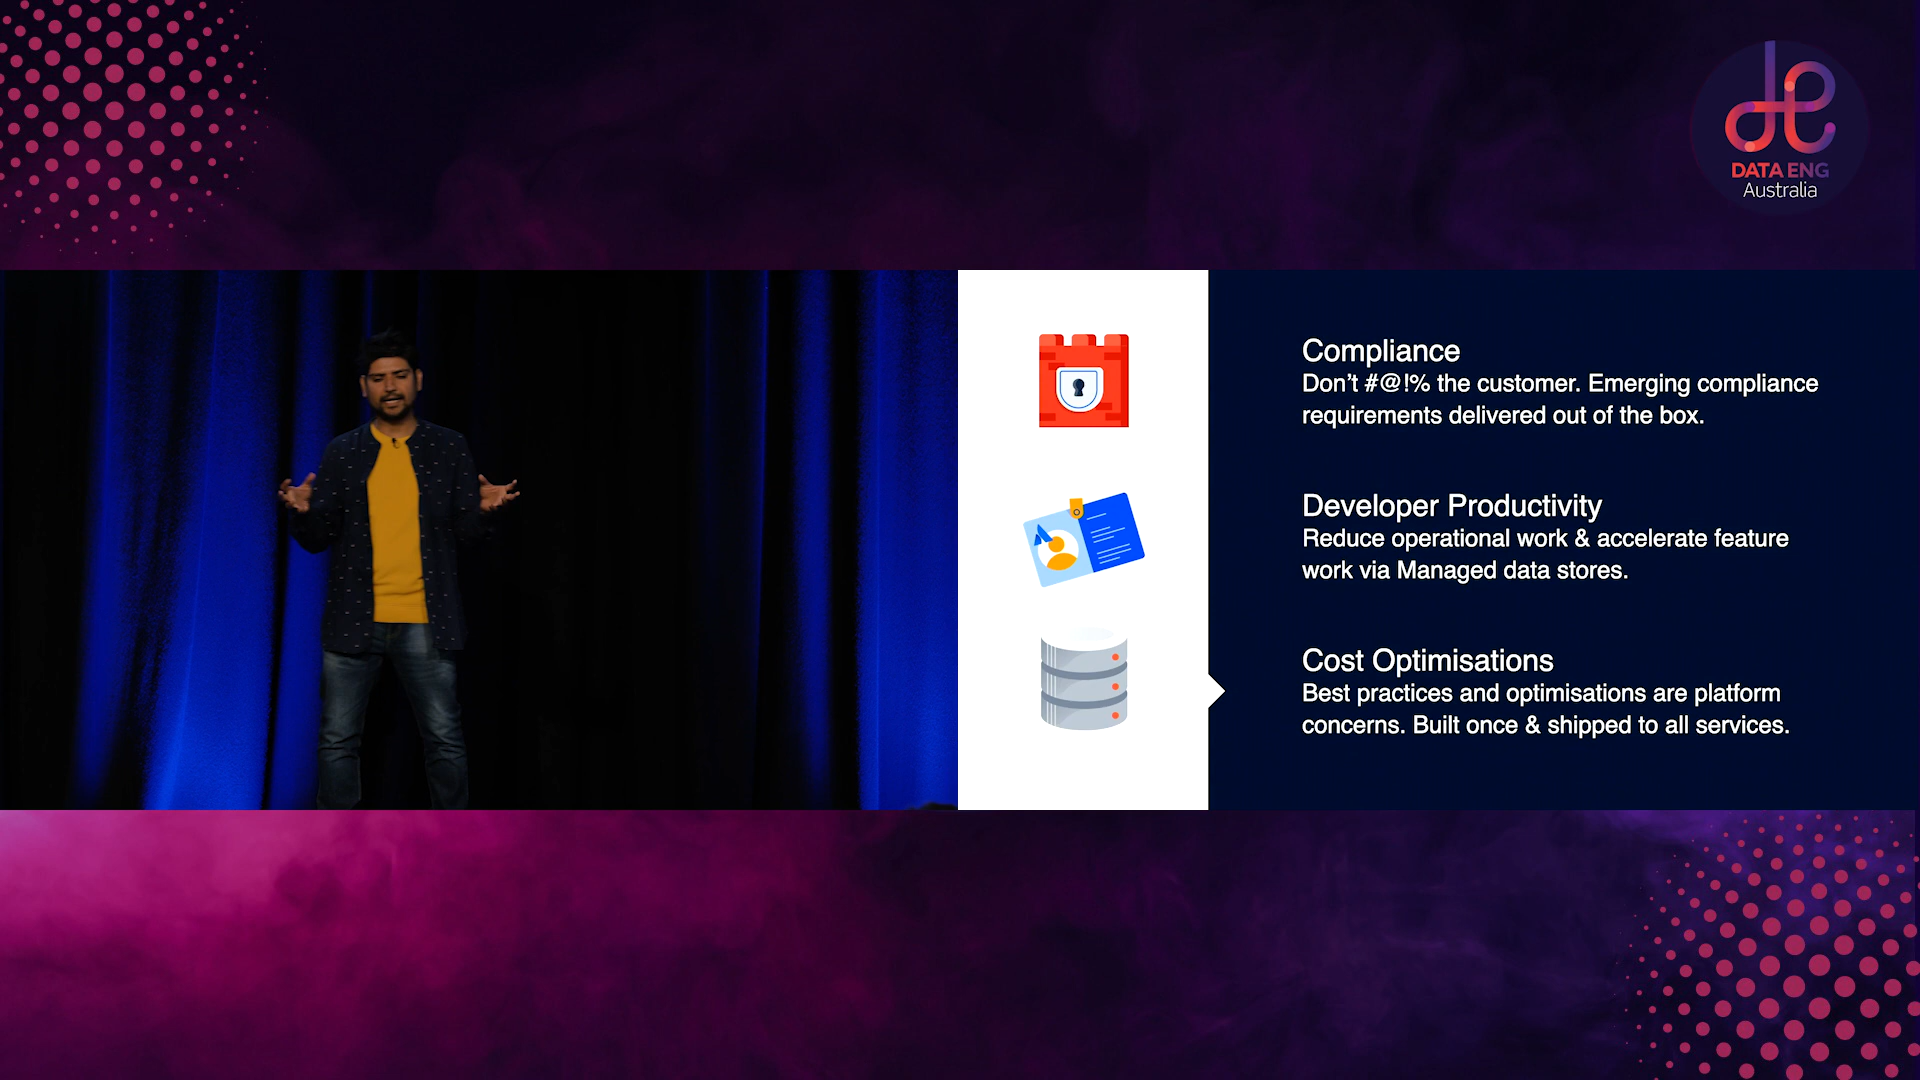 DATA ENG
Australia
Compliance
Don’t #@!% the customer. Emerging compliance
requirements delivered out of the box.
Developer Productivity
Reduce operational work & accelerate feature
work via Managed data stores.
Cost Optimisations
Best practices and optimisations are platform
concerns. Built once & shipped to all services.